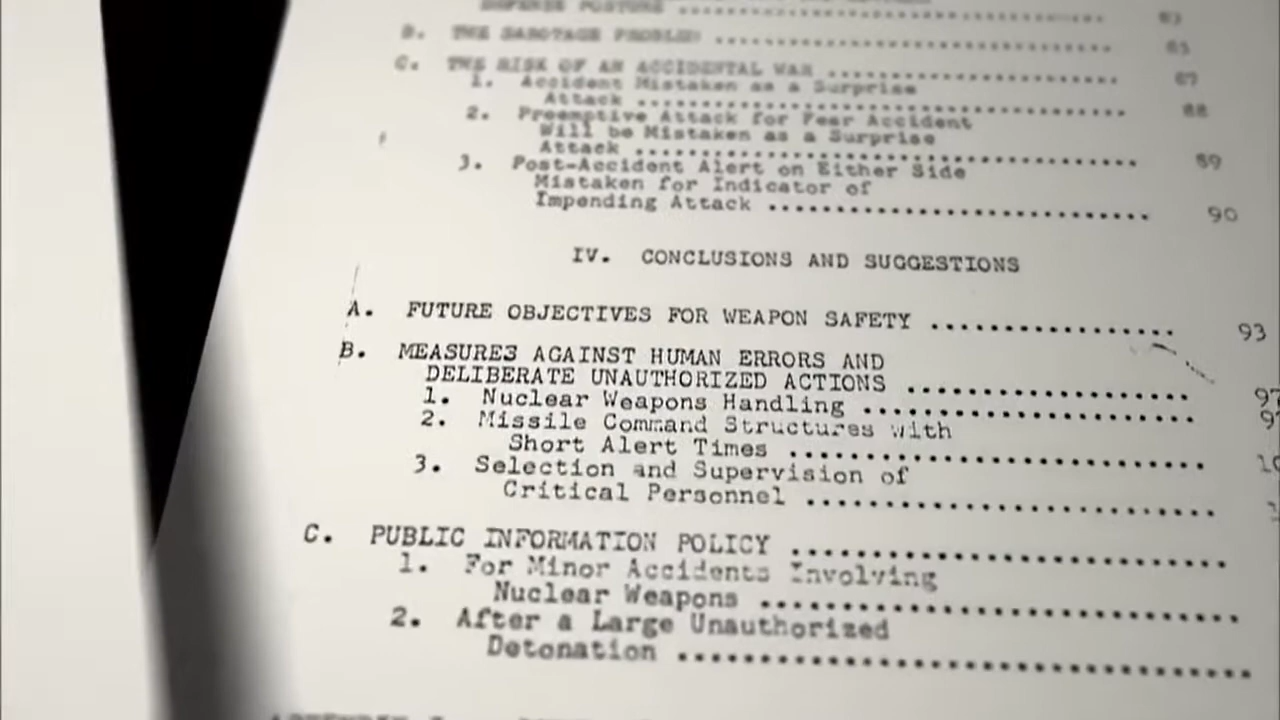 DEFENSE POSTURE ........................................ 83
B. THE SABOTAGE PROBLEM ........................................ 85
C. THE RISK OF AN ACCIDENTAL WAR ............................. 87
1. Accident Mistaken as a Surprise
Attack ........................................ 88
2. Preemptive Attack for Fear Accident
Will be Mistaken as a Surprise
Attack ........................................ 89
3. Post-Accident Alert on Either Side
Mistaken for Indicator of
Impending Attack ............................... 90
IV. CONCLUSIONS AND SUGGESTIONS
A. FUTURE OBJECTIVES FOR WEAPON SAFETY .................... 93
B. MEASURES AGAINST HUMAN ERRORS AND
DELIBERATE UNAUTHORIZED ACTIONS ....................... 97
1. Nuclear Weapons Handling ..........................
2. Missile Command Structures with
Short Alert Times ................................
3. Selection and Supervision of
Critical Personnel ...............................
C. PUBLIC INFORMATION POLICY .................................
1. For Minor Accidents Involving
Nuclear Weapons ...................................
2. After a Large Unauthorized
Detonation ..........................................